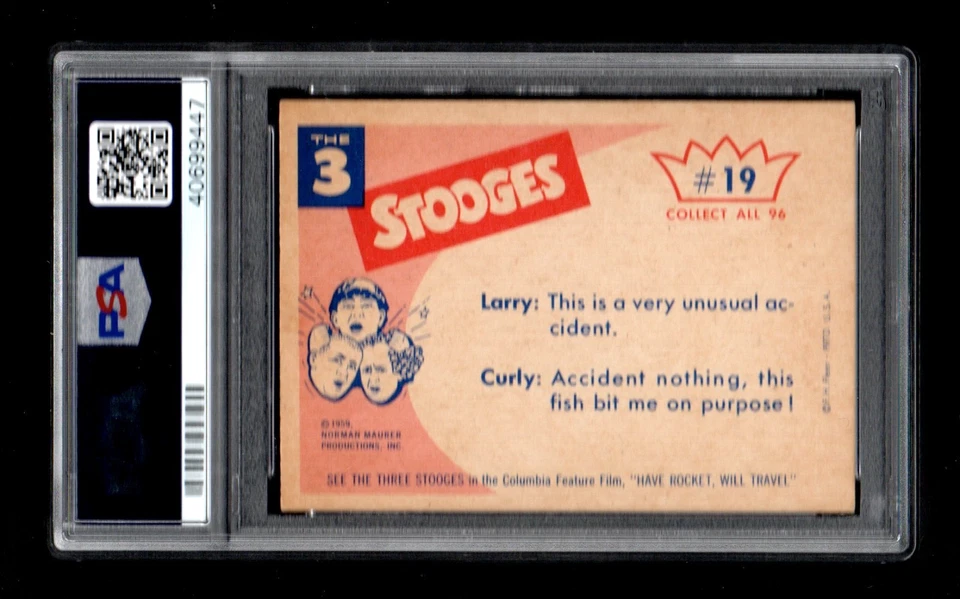 40699447
PSA
THE
3
STOOGES
#19
COLLECT ALL 96
Larry: This is a very unusual ac-
cident.
Curly: Accident nothing, this
fish bit me on purpose!
© 1959,
NORMAN MAURER
PRODUCTIONS, INC.
SEE THE THREE STOOGES in the Columbia Feature Film, "HAVE ROCKET, WILL TRAVEL"
U.S.A.